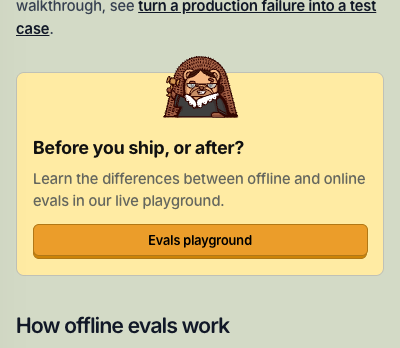 walkthrough, see turn a production failure into a test
case.
Before you ship, or after?
Learn the differences between offline and online
evals in our live playground.
Evals playground
How offline evals work